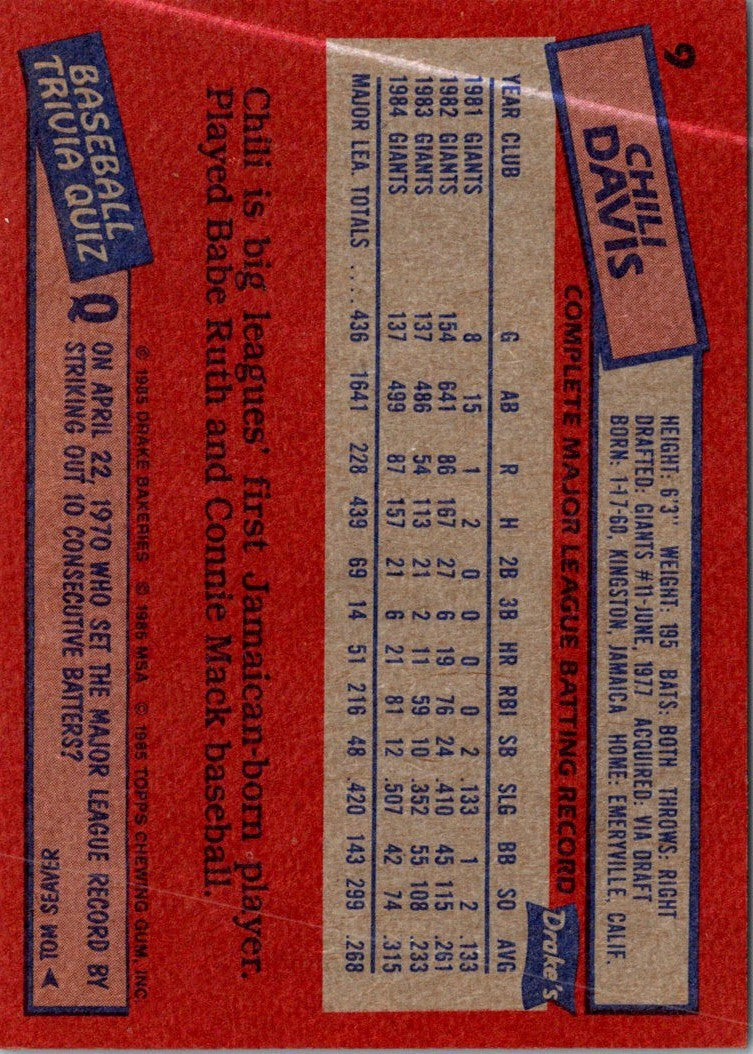 9
CHILI
DAVIS
HEIGHT: 6'3" WEIGHT: 195 BATS: BOTH THROWS: RIGHT
DRAFTED: GIANTS #11-JUNE, 1977 ACQUIRED: VIA DRAFT
BORN: 1-17-60, KINGSTON, JAMAICA HOME: EMERYVILLE, CALIF.
COMPLETE MAJOR LEAGUE BATTING RECORD
Drake's
YEAR CLUB G AB R H 2B 3B HR RBI SB SLG BB SO AVG
1981 GIANTS 8 15 1 2 0 0 0 0 2 .133 1 2 .133
1982 GIANTS 154 641 86 167 27 6 19 76 24 .410 45 115 .261
1983 GIANTS 137 486 54 113 21 2 11 59 10 .352 55 108 .233
1984 GIANTS 137 499 87 157 21 6 21 81 12 .507 42 74 .315
MAJOR LEA. TOTALS .... 436 1641 228 439 69 14 51 216 48 .420 143 299 .268
Chili is big leagues' first Jamaican-born player.
Played Babe Ruth and Connie Mack baseball.
© 1985 DRAKE BAKERIES © 1985 MSA © 1985 TOPPS CHEWING GUM, INC.
BASEBALL
TRIVIA QUIZ
Q ON APRIL 22, 1970 WHO SET THE MAJOR LEAGUE RECORD BY
STRIKING OUT 10 CONSECUTIVE BATTERS?
TOM SEAVER